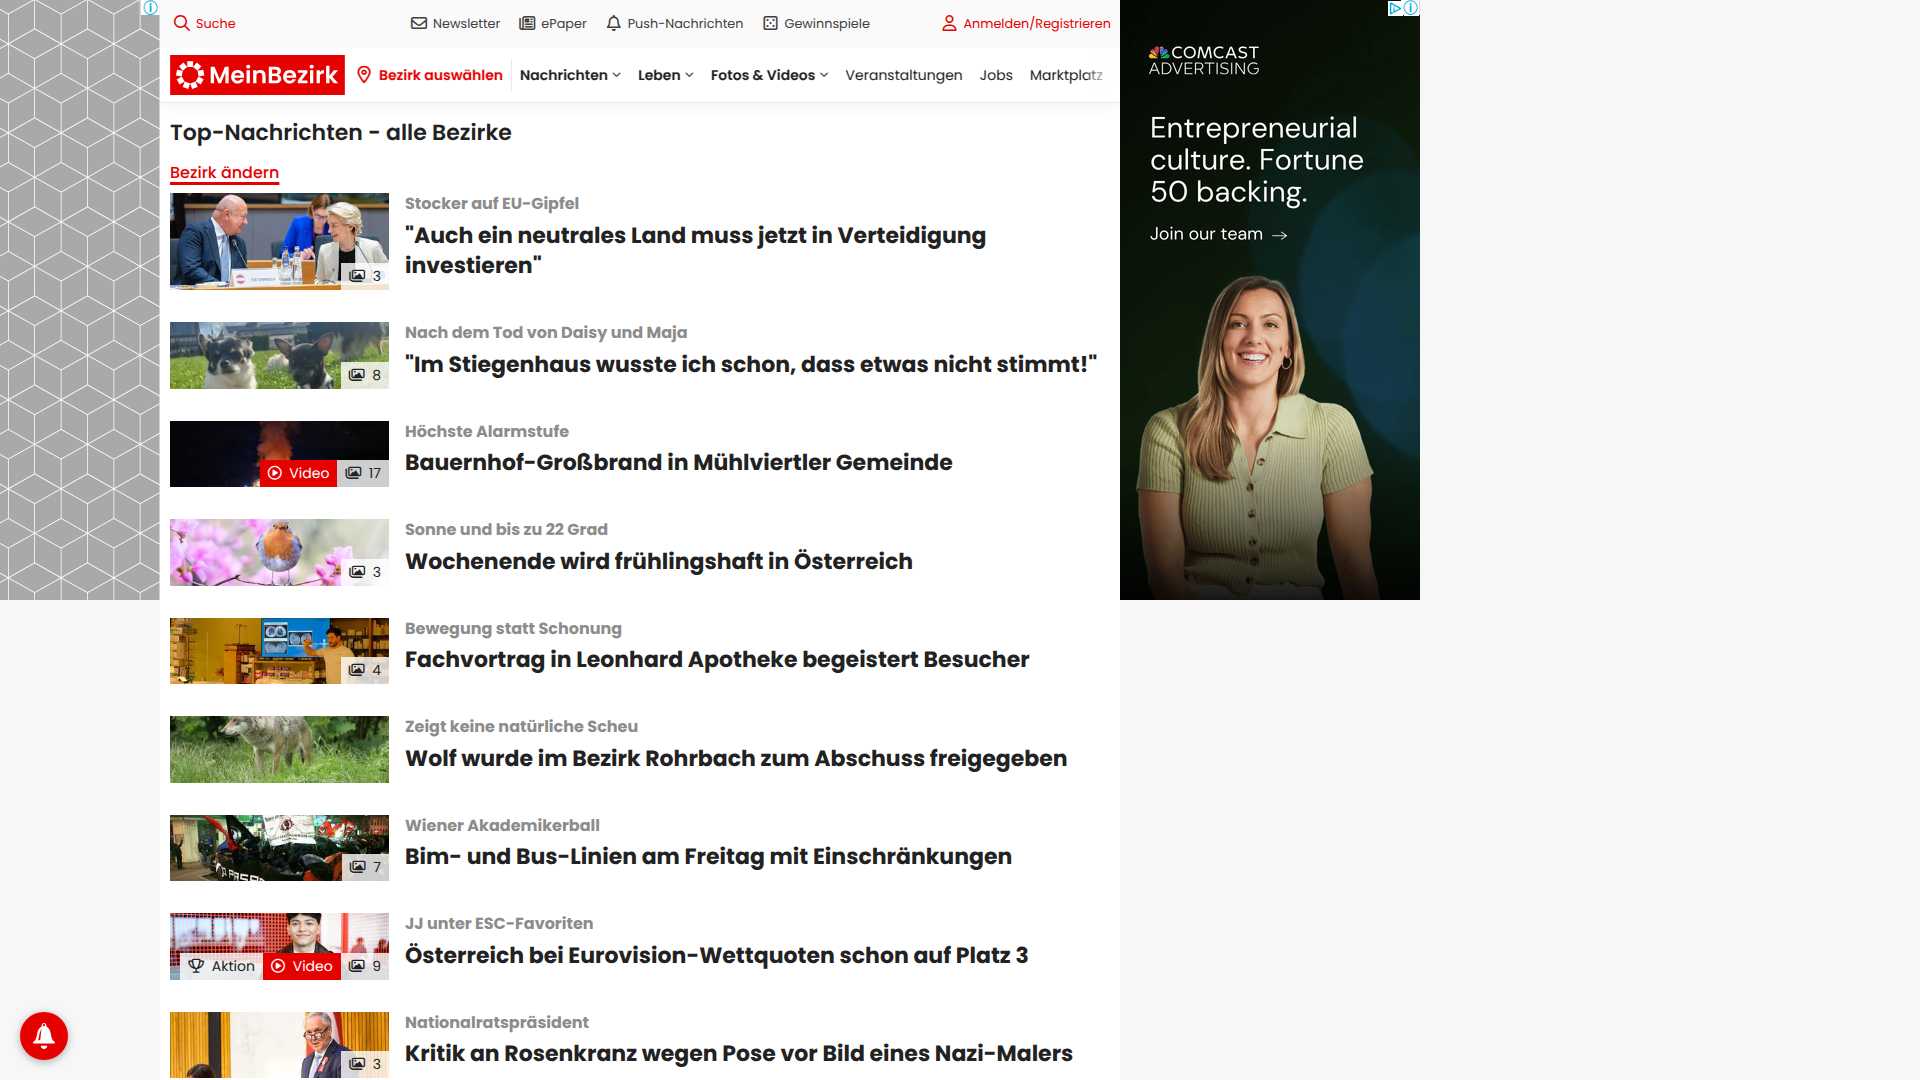 Suche
Newsletter
ePaper
Push-Nachrichten
Gewinnspiele
Anmelden/Registrieren
MeinBezirk
Bezirk auswählen
Nachrichten
Leben
Fotos & Videos
Veranstaltungen
Jobs
Marktplatz
Top-Nachrichten - alle Bezirke
Bezirk ändern
3
Stocker auf EU-Gipfel
"Auch ein neutrales Land muss jetzt in Verteidigung
investieren"
8
Nach dem Tod von Daisy und Maja
"Im Stiegenhaus wusste ich schon, dass etwas nicht stimmt!"
Video
17
Höchste Alarmstufe
Bauernhof-Großbrand in Mühlviertler Gemeinde
3
Sonne und bis zu 22 Grad
Wochenende wird frühlingshaft in Österreich
4
Bewegung statt Schonung
Fachvortrag in Leonhard Apotheke begeistert Besucher
Zeigt keine natürliche Scheu
Wolf wurde im Bezirk Rohrbach zum Abschuss freigegeben
7
Wiener Akademikerball
Bim- und Bus-Linien am Freitag mit Einschränkungen
Aktion
Video
9
JJ unter ESC-Favoriten
Österreich bei Eurovision-Wettquoten schon auf Platz 3
3
Nationalratspräsident
Kritik an Rosenkranz wegen Pose vor Bild eines Nazi-Malers
COMCAST
ADVERTISING
Entrepreneurial
culture. Fortune
50 backing.
Join our team →